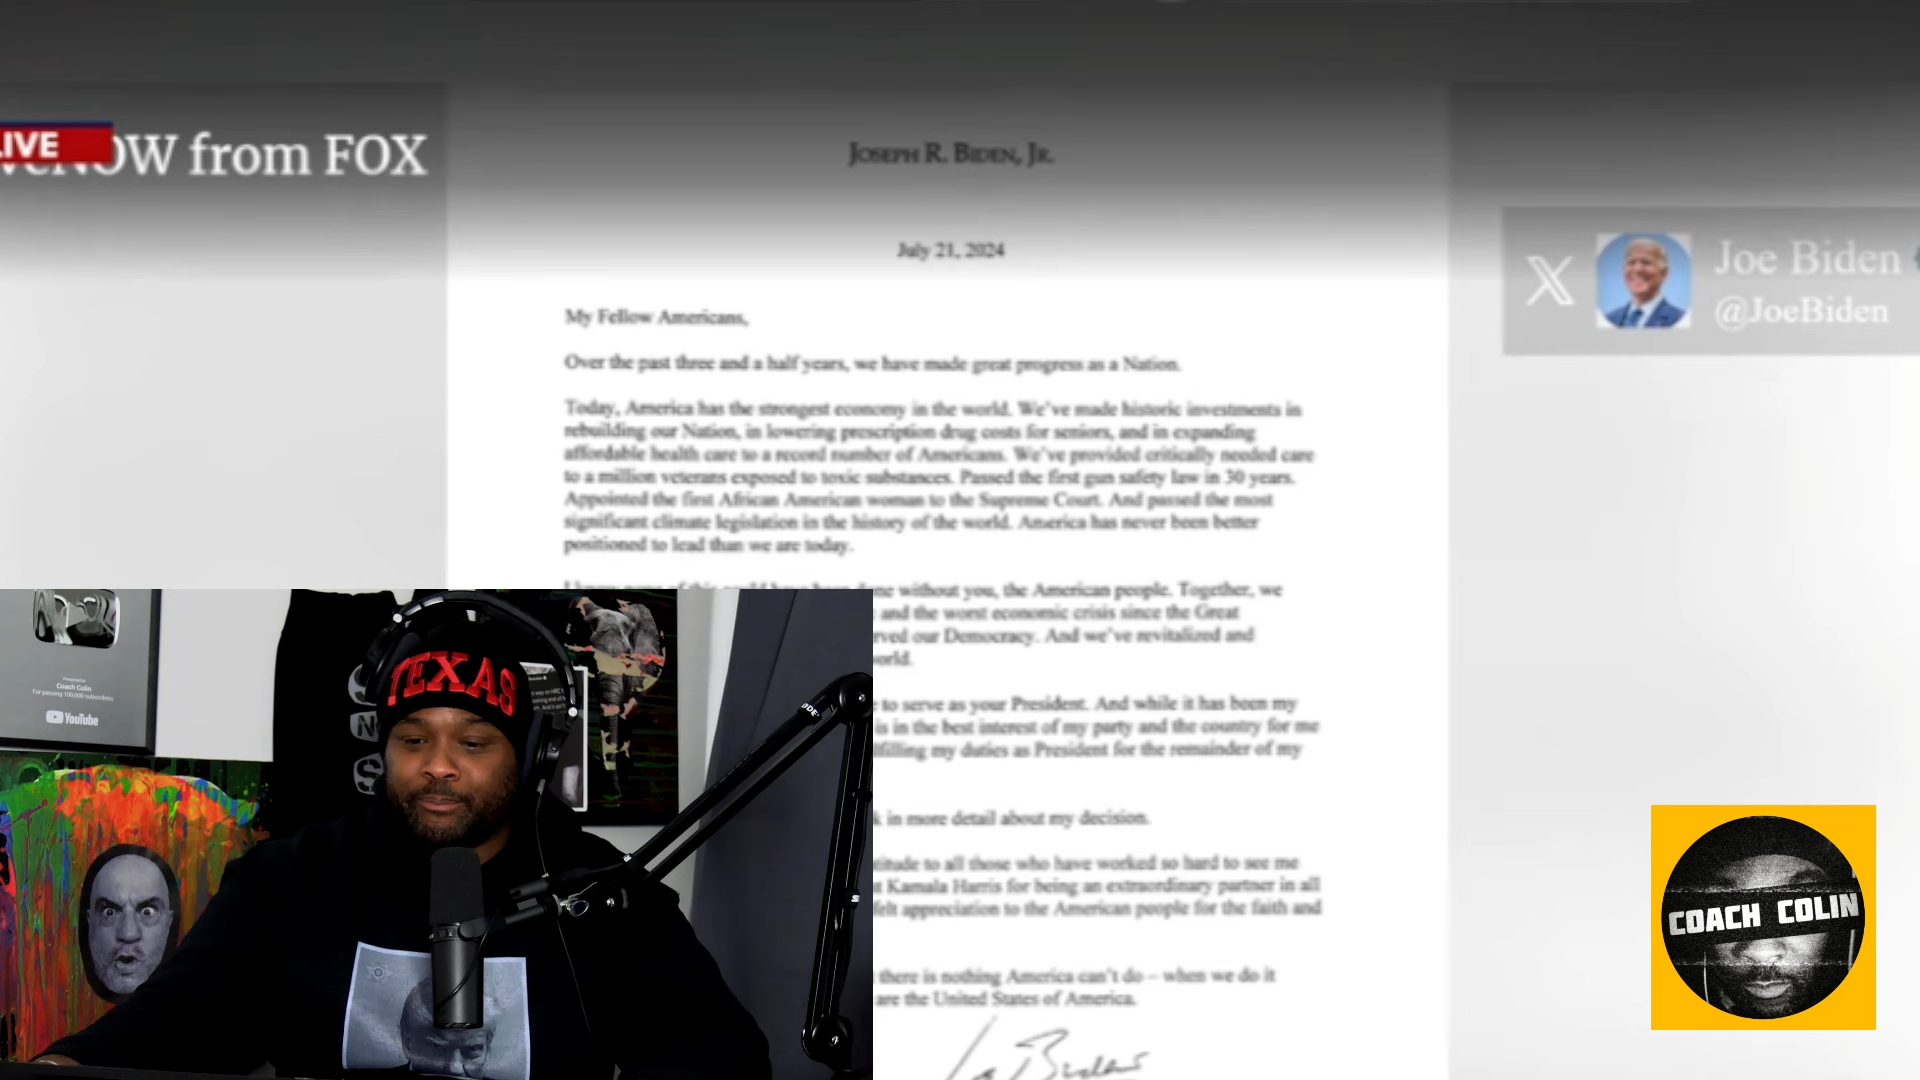 LIVE
NOW from FOX
JOSEPH R. BIDEN, JR.
July 21, 2024
X
Joe Biden
@JoeBiden
My Fellow Americans,
Over the past three and a half years, we have made great progress as a Nation.
Today, America has the strongest economy in the world. We've made historic investments in
rebuilding our Nation, in lowering prescription drug costs for seniors, and in expanding
affordable health care to a record number of Americans. We've provided critically needed care
to a million veterans exposed to toxic substances. Passed the first gun safety law in 30 years.
Appointed the first African American woman to the Supreme Court. And passed the most
significant climate legislation in the history of the world. America has never been better
positioned to lead than we are today.
without you, the American people. Together, we
and the worst economic crisis since the Great
our Democracy. And we've revitalized and
to serve as your President. And while it has been my
is in the best interest of my party and the country for me
my duties as President for the remainder of my
in more detail about my decision.
to all those who have worked so hard to see me
Kamala Harris for being an extraordinary partner in all
felt appreciation to the American people for the faith and
there is nothing America can't do – when we do it
are the United States of America.
Biden
Presented to
Coach Colin
For passing 100,000 subscribers
YouTube
TEXAS
COACH COLIN